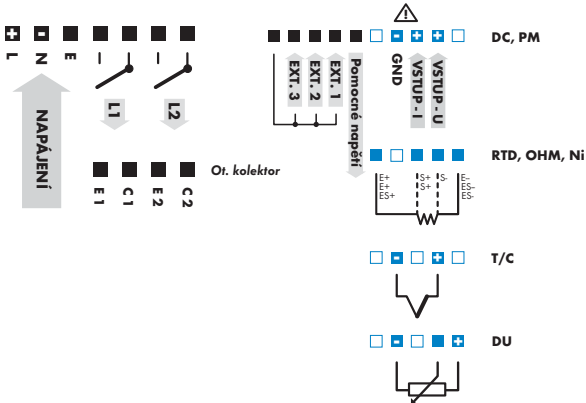 DC, PM
L
N
E
L1
L2
NAPÁJENÍ
EXT. 3
EXT. 2
EXT. 1
Pomocné napětí
GND
VSTUP - I
VSTUP - U
E1
C1
E2
C2
Ot. kolektor
RTD, OHM, Ni
E+ S+ S- E–
E+ S+ ES–
ES+ ES-
T/C
DU